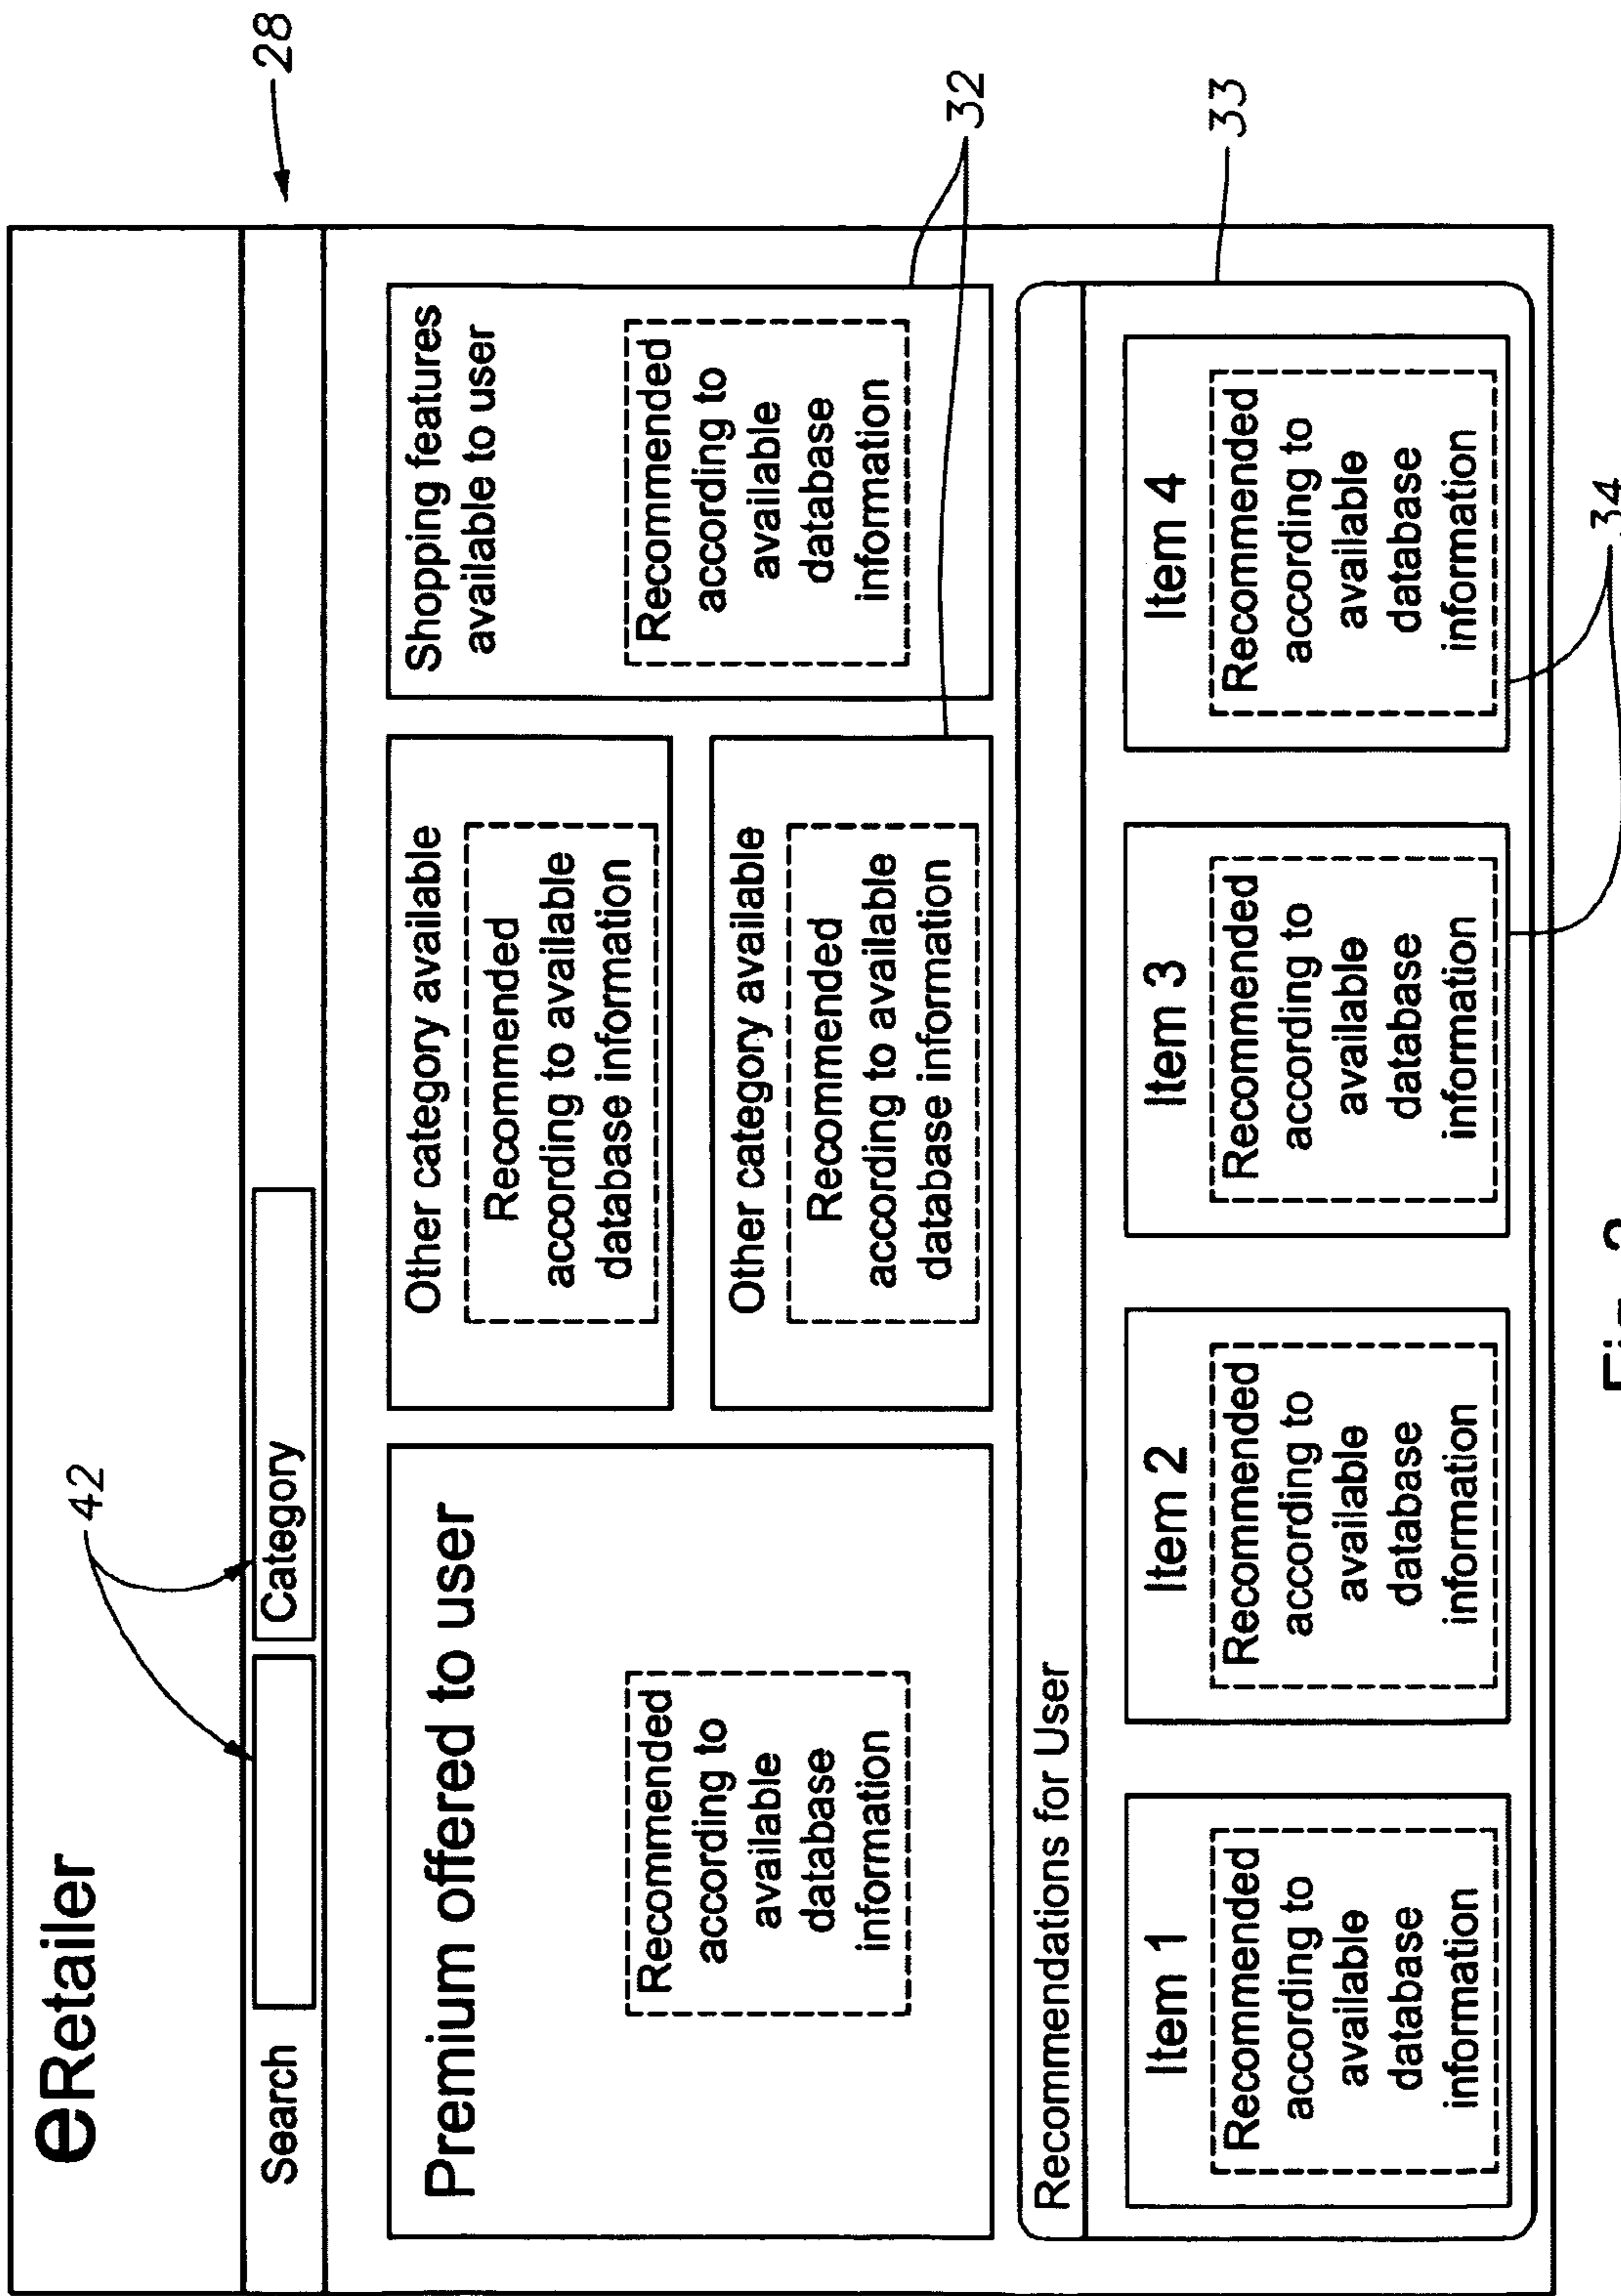 eRetailer
28
42
Search
Category
Premium offered to user
Recommended
according to
available
database
information
Other category available
Recommended
according to available
database information
Other category available
Recommended
according to available
database information
Shopping features
available to user
Recommended
according to
available
database
information
32
Recommendations for User
33
Item 1
Recommended
according to
available
database
information
Item 2
Recommended
according to
available
database
information
Item 3
Recommended
according to
available
database
information
Item 4
Recommended
according to
available
database
information
34